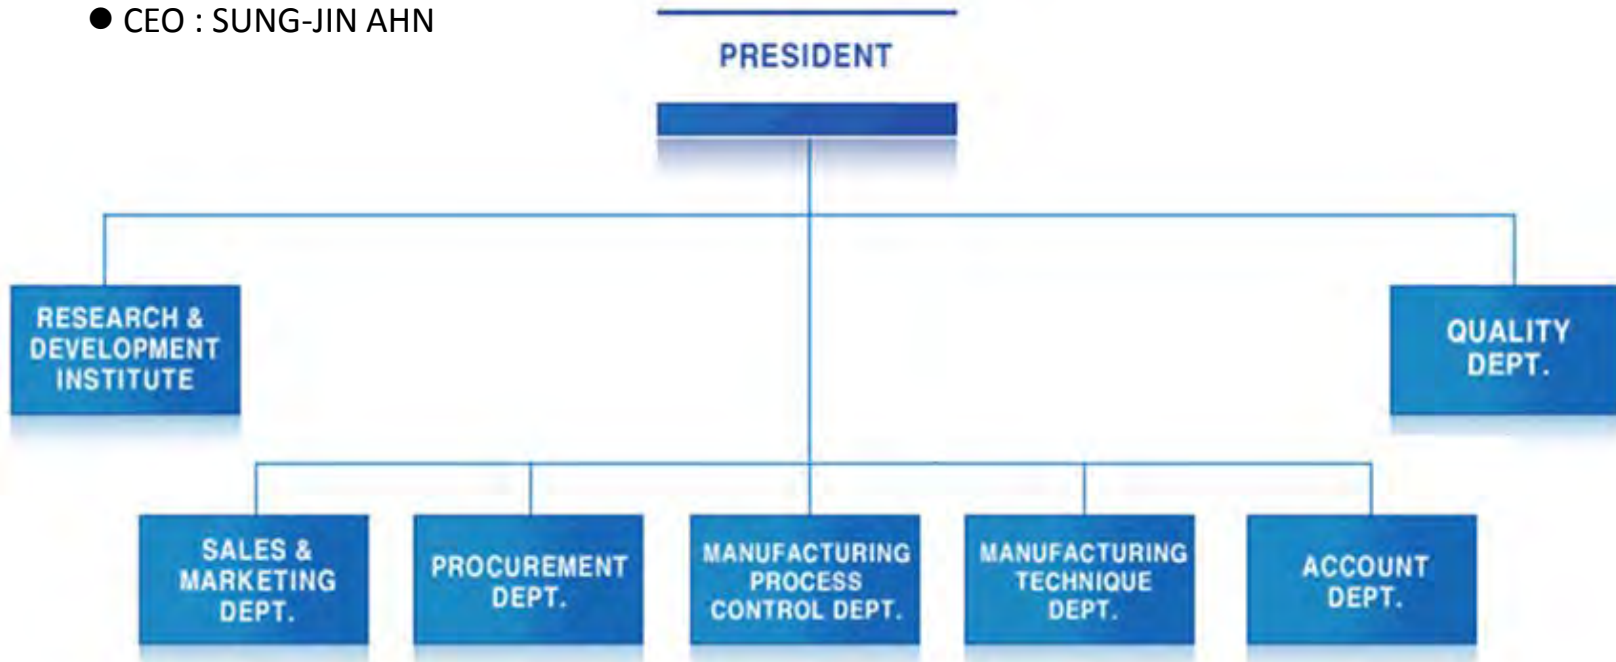 ● CEO : SUNG-JIN AHN
PRESIDENT
RESEARCH &
DEVELOPMENT
INSTITUTE
QUALITY
DEPT.
SALES &
MARKETING
DEPT.
PROCUREMENT
DEPT.
MANUFACTURING
PROCESS
CONTROL DEPT.
MANUFACTURING
TECHNIQUE
DEPT.
ACCOUNT
DEPT.